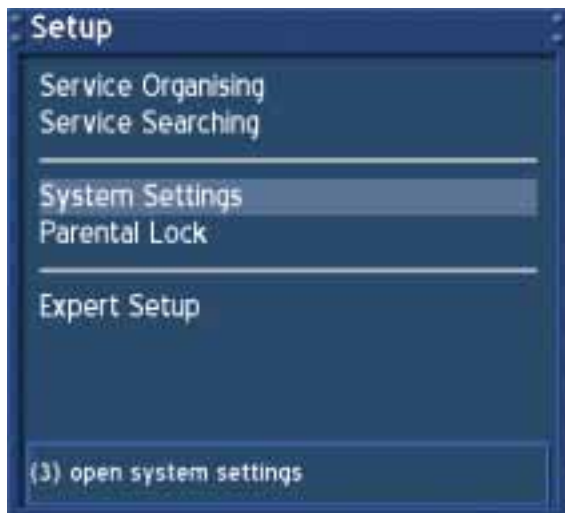 Setup
Service Organising
Service Searching
System Settings
Parental Lock
Expert Setup
(3) open system settings